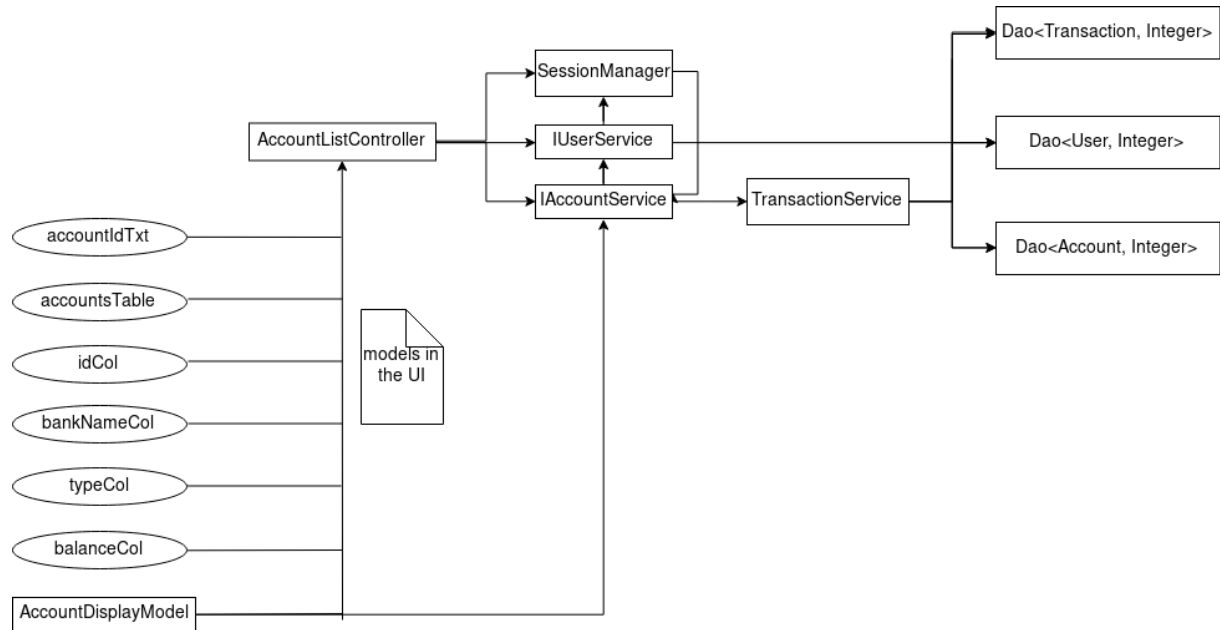 Dao<Transaction, Integer>
SessionManager
AccountListController
IUserService
Dao<User, Integer>
IAccountService
TransactionService
accountIdTxt
Dao<Account, Integer>
accountsTable
models in
the UI
idCol
bankNameCol
typeCol
balanceCol
AccountDisplayModel